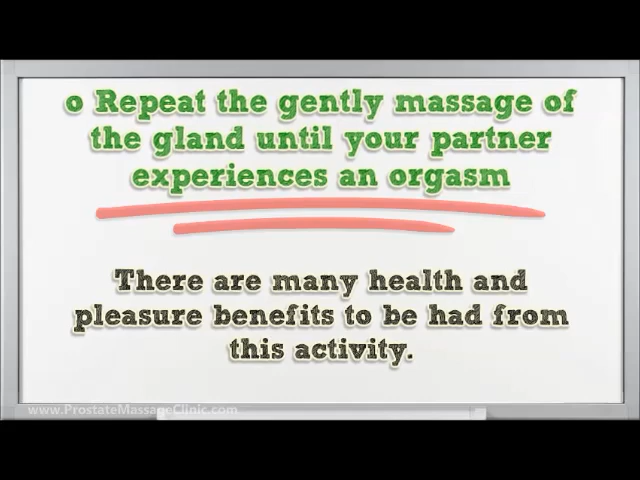 o Repeat the gently massage of
the gland until your partner
experiences an orgasm
There are many health and
pleasure benefits to be had from
this activity.
www.ProstateMassageClinic.com